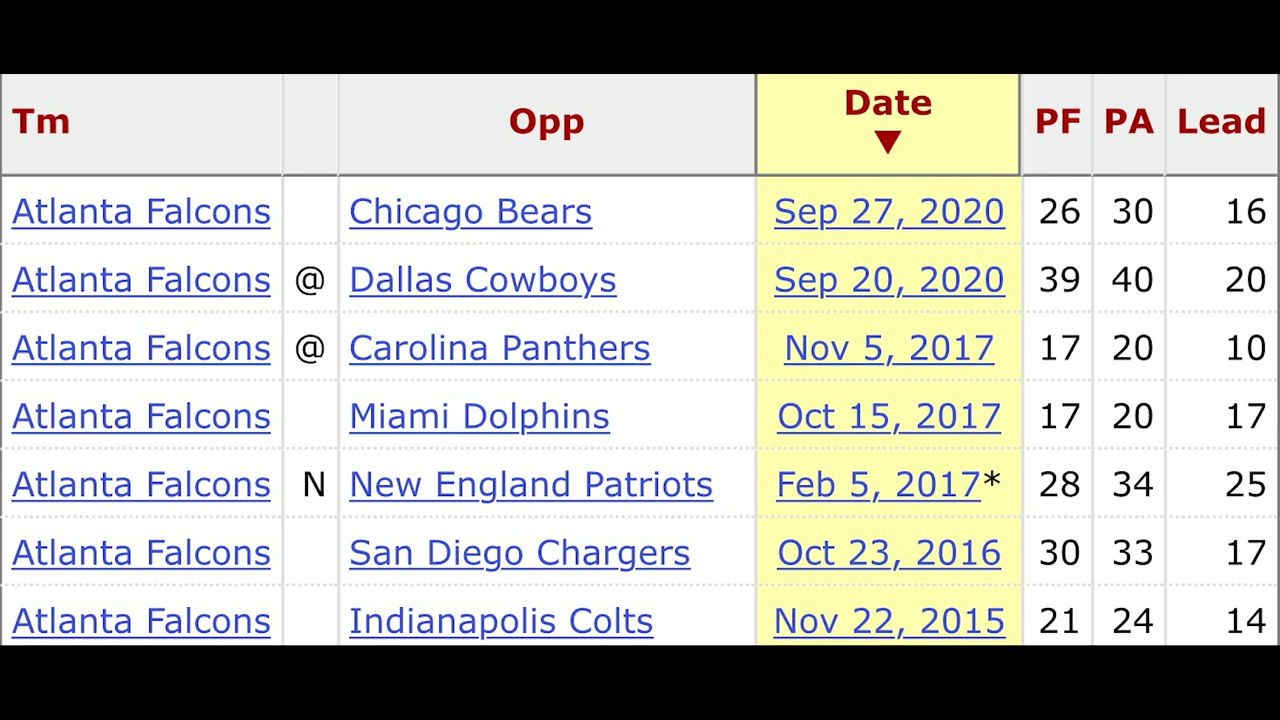 Tm Opp Date ▼ PF PA Lead
Atlanta Falcons Chicago Bears Sep 27, 2020 26 30 16
Atlanta Falcons @ Dallas Cowboys Sep 20, 2020 39 40 20
Atlanta Falcons @ Carolina Panthers Nov 5, 2017 17 20 10
Atlanta Falcons Miami Dolphins Oct 15, 2017 17 20 17
Atlanta Falcons N New England Patriots Feb 5, 2017* 28 34 25
Atlanta Falcons San Diego Chargers Oct 23, 2016 30 33 17
Atlanta Falcons Indianapolis Colts Nov 22, 2015 21 24 14